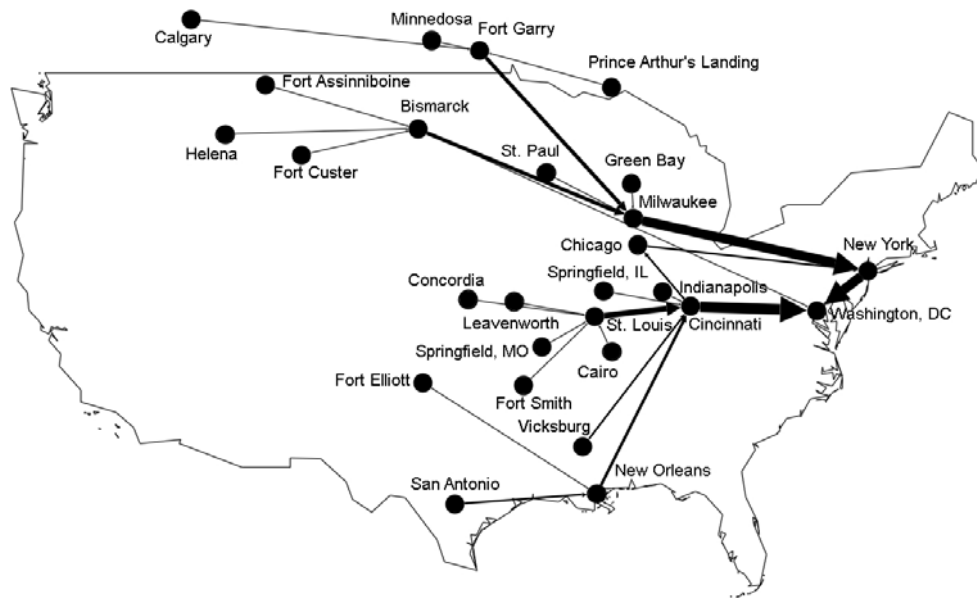 Minnedosa
Fort Garry
Calgary
Prince Arthur's Landing
Fort Assinniboine
Bismarck
Helena
St. Paul
Green Bay
Fort Custer
Milwaukee
Chicago
New York
Concordia
Springfield, IL
Indianapolis
Leavenworth
St. Louis
Cincinnati
Washington, DC
Springfield, MO
Cairo
Fort Elliott
Fort Smith
Vicksburg
New Orleans
San Antonio